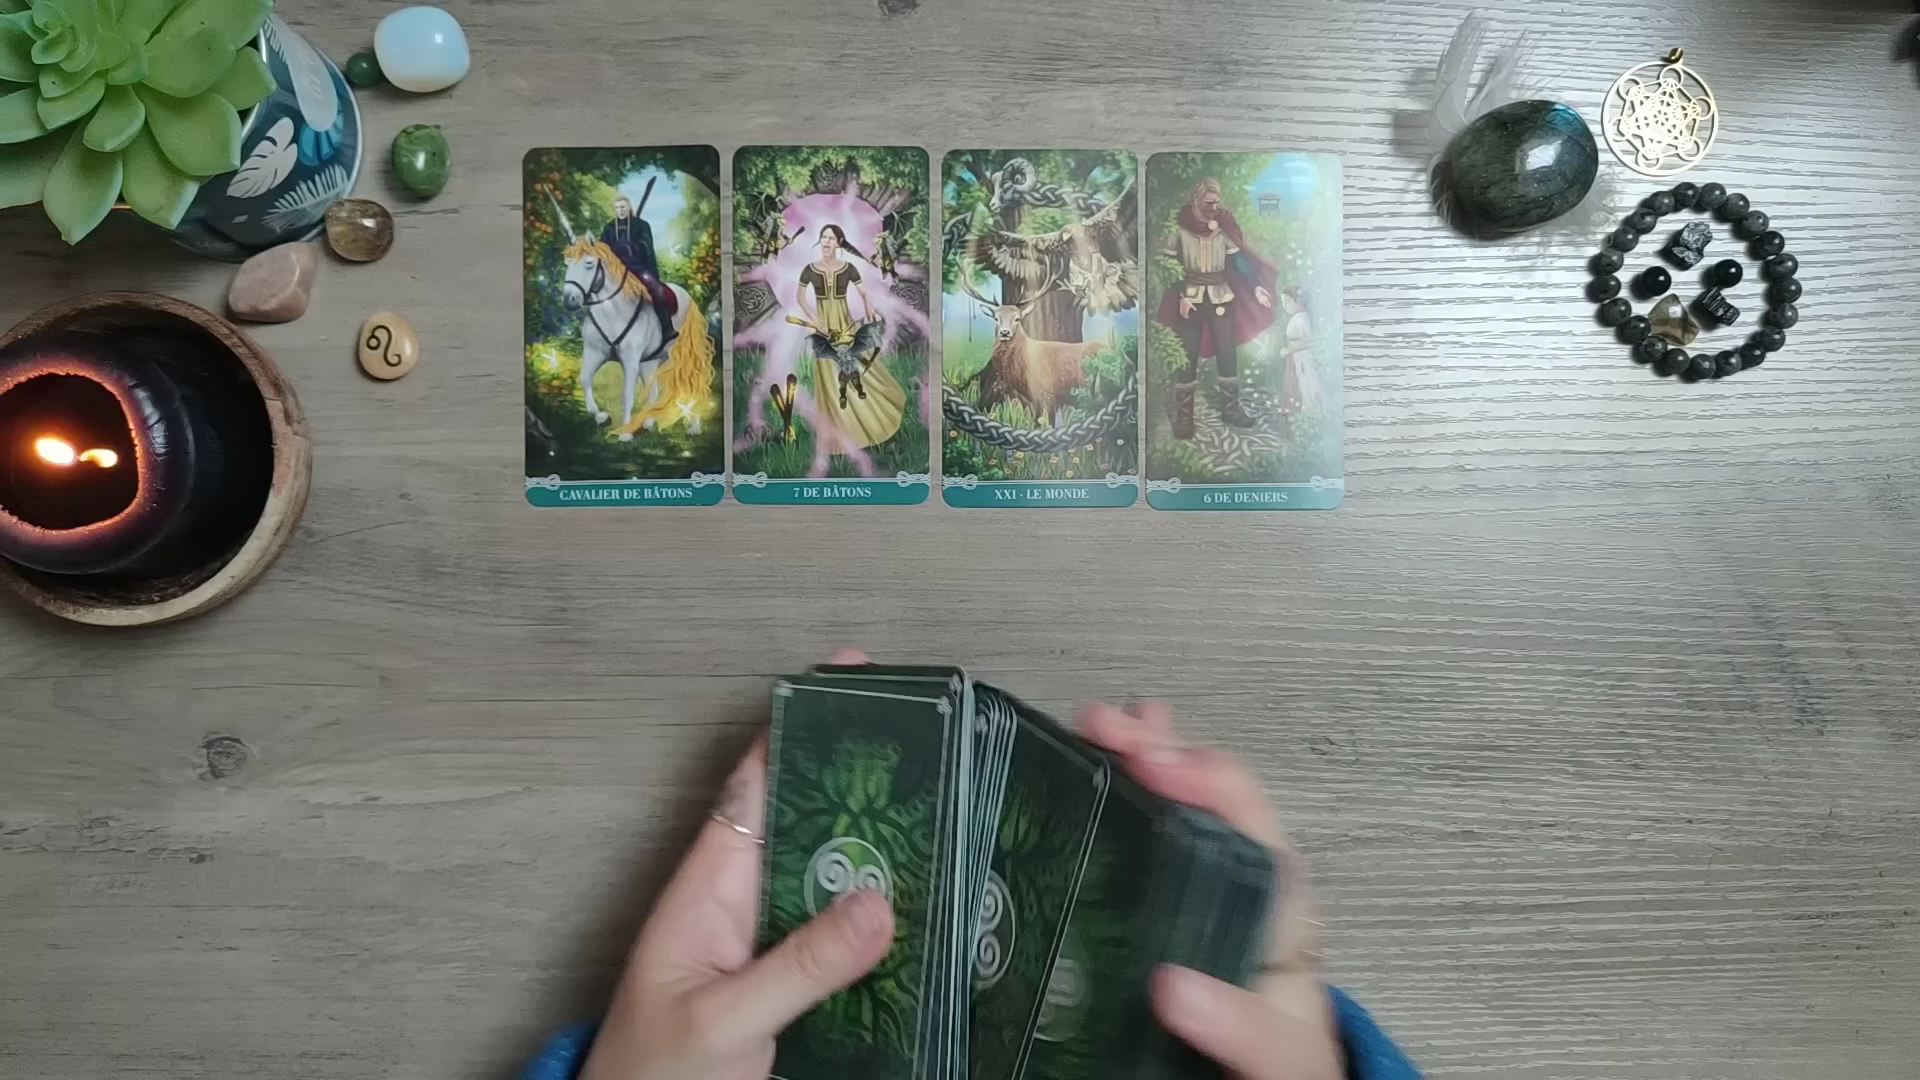 CAVALIER DE BÂTONS
7 DE BÂTONS
XXI - LE MONDE
6 DE DENIERS